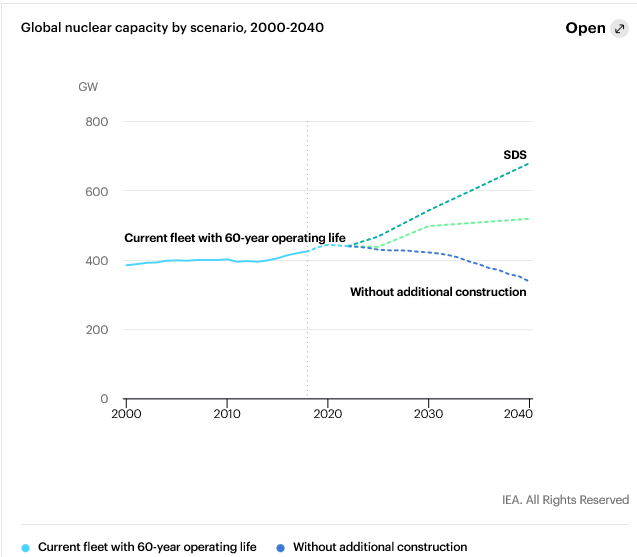 Global nuclear capacity by scenario, 2000-2040
Open
GW
800
SDS
600
Current fleet with 60-year operating life
400
Without additional construction
200
0
2000 2010 2020 2030 2040
IEA. All Rights Reserved
Current fleet with 60-year operating life Without additional construction